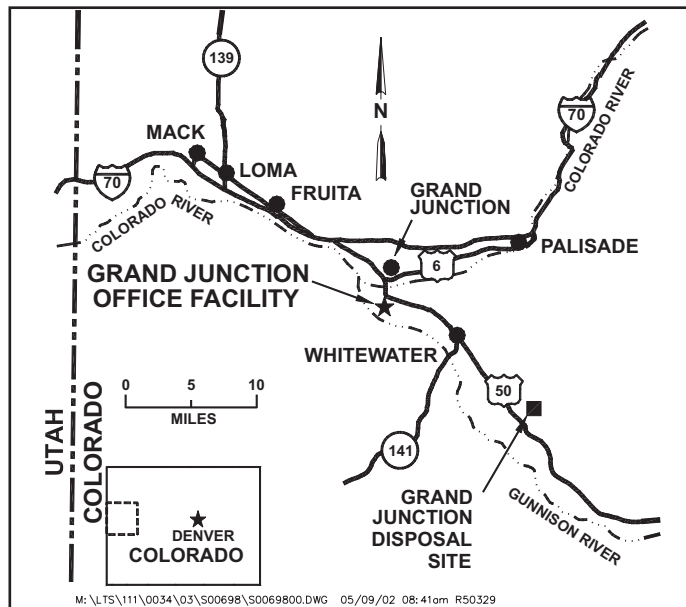 139
70
MACK
LOMA
N
COLORADO RIVER
70
FRUITA
GRAND
JUNCTION
COLORADO RIVER
6
PALISADE
GRAND JUNCTION
OFFICE FACILITY
WHITEWATER
0 5 10
MILES
50
UTAH
COLORADO
141
GRAND
JUNCTION
DISPOSAL
SITE
GUNNISON RIVER
DENVER
COLORADO
M: \LTS\111\0034\03\S00698\S0069800.DWG 05/09/02 08:41am R50329